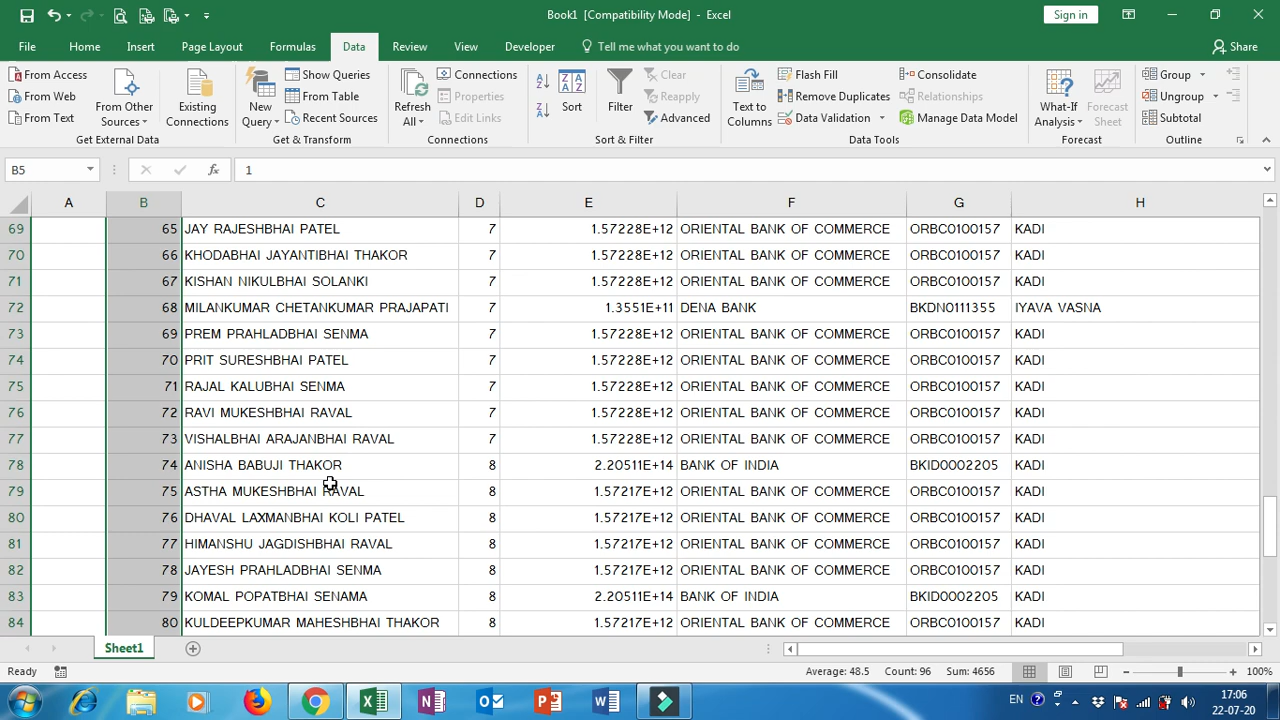 Book1 [Compatibility Mode] - Excel
Sign in
File Home Insert Page Layout Formulas Data Review View Developer Tell me what you want to do Share
From Access
From Web
From Text
From Other Sources
Existing Connections
Get External Data
New Query
Show Queries
From Table
Recent Sources
Get & Transform
Refresh All
Connections
Properties
Edit Links
Connections
Sort
Filter
Clear
Reapply
Advanced
Sort & Filter
Text to Columns
Flash Fill
Remove Duplicates
Data Validation
Consolidate
Relationships
Manage Data Model
Data Tools
What-If Analysis
Forecast Sheet
Forecast
Group
Ungroup
Subtotal
Outline
B5 fx 1
A B C D E F G H
69 65 JAY RAJESHBHAI PATEL 7 1.57228E+12 ORIENTAL BANK OF COMMERCE ORBC0100157 KADI
70 66 KHODABHAI JAYANTIBHAI THAKOR 7 1.57228E+12 ORIENTAL BANK OF COMMERCE ORBC0100157 KADI
71 67 KISHAN NIKULBHAI SOLANKI 7 1.57228E+12 ORIENTAL BANK OF COMMERCE ORBC0100157 KADI
72 68 MILANKUMAR CHETANKUMAR PRAJAPATI 7 1.3551E+11 DENA BANK BKDN0111355 IYAVA VASNA
73 69 PREM PRAHLADBHAI SENMA 7 1.57228E+12 ORIENTAL BANK OF COMMERCE ORBC0100157 KADI
74 70 PRIT SURESHBHAI PATEL 7 1.57228E+12 ORIENTAL BANK OF COMMERCE ORBC0100157 KADI
75 71 RAJAL KALUBHAI SENMA 7 1.57228E+12 ORIENTAL BANK OF COMMERCE ORBC0100157 KADI
76 72 RAVI MUKESHBHAI RAVAL 7 1.57228E+12 ORIENTAL BANK OF COMMERCE ORBC0100157 KADI
77 73 VISHALBHAI ARAJANBHAI RAVAL 7 1.57228E+12 ORIENTAL BANK OF COMMERCE ORBC0100157 KADI
78 74 ANISHA BABUJI THAKOR 8 2.20511E+14 BANK OF INDIA BKID0002205 KADI
79 75 ASTHA MUKESHBHAI RAVAL 8 1.57217E+12 ORIENTAL BANK OF COMMERCE ORBC0100157 KADI
80 76 DHAVAL LAXMANBHAI KOLI PATEL 8 1.57217E+12 ORIENTAL BANK OF COMMERCE ORBC0100157 KADI
81 77 HIMANSHU JAGDISHBHAI RAVAL 8 1.57217E+12 ORIENTAL BANK OF COMMERCE ORBC0100157 KADI
82 78 JAYESH PRAHLADBHAI SENMA 8 1.57217E+12 ORIENTAL BANK OF COMMERCE ORBC0100157 KADI
83 79 KOMAL POPATBHAI SENAMA 8 2.20511E+14 BANK OF INDIA BKID0002205 KADI
84 80 KULDEEPKUMAR MAHESHBHAI THAKOR 8 1.57217E+12 ORIENTAL BANK OF COMMERCE ORBC0100157 KADI
Sheet1
Ready Average: 48.5 Count: 96 Sum: 4656 100%
EN 17:06
22-07-20